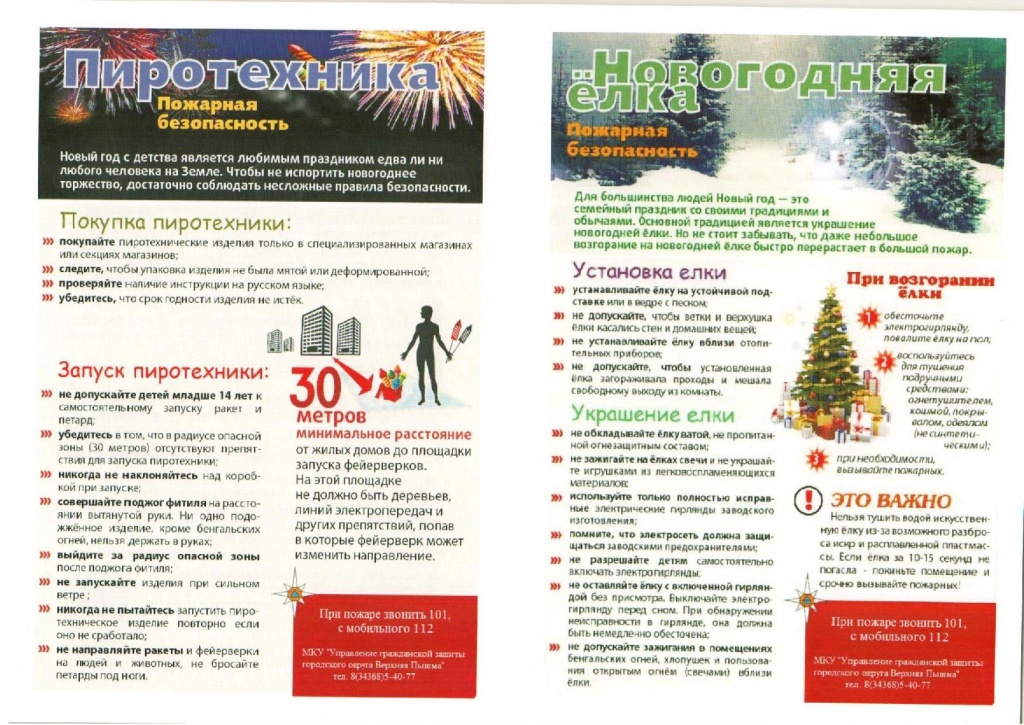 Пиротехника
Пожарная
безопасность
Новый год с детства является любимым праздником едва ли ни
любого человека на Земле. Чтобы не испортить новогоднее
торжество, достаточно соблюдать несложные правила безопасности.
Покупка пиротехники:
покупайте пиротехнические изделия только в специализированных магазинах
или секциях магазинов;
следите, чтобы упаковка изделия не была мятой или деформированной;
проверяйте наличие инструкции на русском языке;
убедитесь, что срок годности изделия не истёк.
Запуск пиротехники:
не допускайте детей младше 14 лет к
самостоятельному запуску ракет и
петард;
убедитесь в том, что в радиусе опасной
зоны (30 метров) отсутствуют препят-
ствия для запуска пиротехники;
никогда не наклоняйтесь над короб-
кой при запуске;
совершайте поджог фитиля на расстоя-
нии вытянутой руки. Ни одно подо-
жжённое изделие, кроме бенгальских
огней, нельзя держать в руках;
выйдите за радиус опасной зоны
после поджога фитиля;
не запускайте изделия при сильном
ветре;
никогда не пытайтесь запустить пиро-
техническое изделие повторно если
оно не сработало;
не направляйте ракеты и фейерверки
на людей и животных, не бросайте
петарды под ноги.
30
метров
минимальное расстояние
от жилых домов до площадки
запуска фейерверков.
На этой площадке
не должно быть деревьев,
линий электропередач и
других препятствий, попав
в которые фейерверк может
изменить направление.
При пожаре звонить 101,
с мобильного 112
МКУ "Управление гражданской защиты
городского округа Верхняя Пышма"
тел. 8(34368)5-40-77
Новогодняя
ёлка
Пожарная
безопасность
Для большинства людей Новый год — это
семейный праздник со своими традициями и
обычаями. Основной традицией является украшение
новогодней ёлки. Но не стоит забывать, что даже небольшое
возгорание на новогодней ёлке быстро перерастает в большой пожар.
Установка елки
устанавливайте ёлку на устойчивой под-
ставке или в ведре с песком;
не допускайте, чтобы ветки и верхушка
ёлки касались стен и домашних вещей;
не устанавливайте ёлку вблизи отопи-
тельных приборов;
не допускайте, чтобы установленная
ёлка загораживала проходы и мешала
свободному выходу из комнаты.
Украшение елки
не обкладывайте ёлку ватой, не пропитан-
ной огнезащитным составом;
не зажигайте на ёлках свечи и не украшай-
те игрушками из легковоспламеняющихся
материалов;
используйте только полностью исправ-
ные электрические гирлянды заводского
изготовления;
помните, что электросеть должна защи-
щаться заводскими предохранителями;
не разрешайте детям самостоятельно
включать электрогирлянды;
не оставляйте ёлку с включенной гирлян-
дой без присмотра. Выключайте электро-
гирлянду перед сном. При обнаружении
неисправности в гирлянде, она должна
быть немедленно обесточена;
не допускайте зажигания в помещениях
бенгальских огней, хлопушек и пользова-
ния открытым огнём (свечами) вблизи
ёлки.
При возгорании
ёлки
1 обесточьте
электрогирлянду,
повалите ёлку на пол;
2 воспользуйтесь
для тушения
подручными
средствами:
огнетушителем,
кошмой, покры-
валом, одеялом
(не синтети-
ческими);
3 при необходимости,
вызывайте пожарных.
! ЭТО ВАЖНО
Нельзя тушить водой искусствен-
ную ёлку из-за возможного разбро-
са искр и расплавленной пластмас-
сы. Если ёлка за 10-15 секунд не
погасла - покиньте помещение и
срочно вызывайте пожарных!
При пожаре звонить 101,
с мобильного 112
МКУ "Управление гражданской защиты
городского округа Верхняя Пышма"
тел. 8(34368)5-40-77